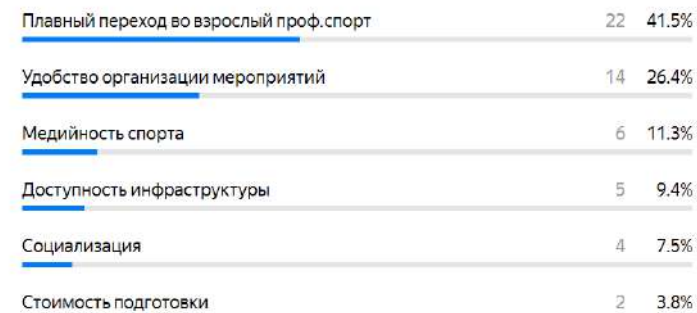 Плавный переход во взрослый проф.спорт 22 41.5%
Удобство организации мероприятий 14 26.4%
Медийность спорта 6 11.3%
Доступность инфраструктуры 5 9.4%
Социализация 4 7.5%
Стоимость подготовки 2 3.8%